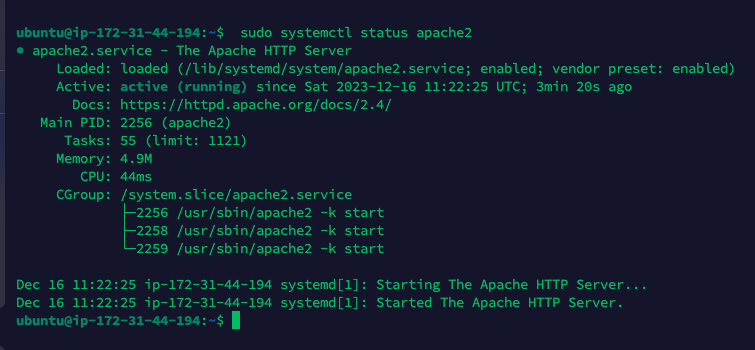 ubuntu@ip-172-31-44-194:~$  sudo systemctl status apache2
● apache2.service - The Apache HTTP Server
     Loaded: loaded (/lib/systemd/system/apache2.service; enabled; vendor preset: enabled)
     Active: active (running) since Sat 2023-12-16 11:22:25 UTC; 3min 20s ago
       Docs: https://httpd.apache.org/docs/2.4/
   Main PID: 2256 (apache2)
      Tasks: 55 (limit: 1121)
     Memory: 4.9M
        CPU: 44ms
     CGroup: /system.slice/apache2.service
             ├─2256 /usr/sbin/apache2 -k start
             ├─2258 /usr/sbin/apache2 -k start
             └─2259 /usr/sbin/apache2 -k start

Dec 16 11:22:25 ip-172-31-44-194 systemd[1]: Starting The Apache HTTP Server...
Dec 16 11:22:25 ip-172-31-44-194 systemd[1]: Started The Apache HTTP Server.
ubuntu@ip-172-31-44-194:~$